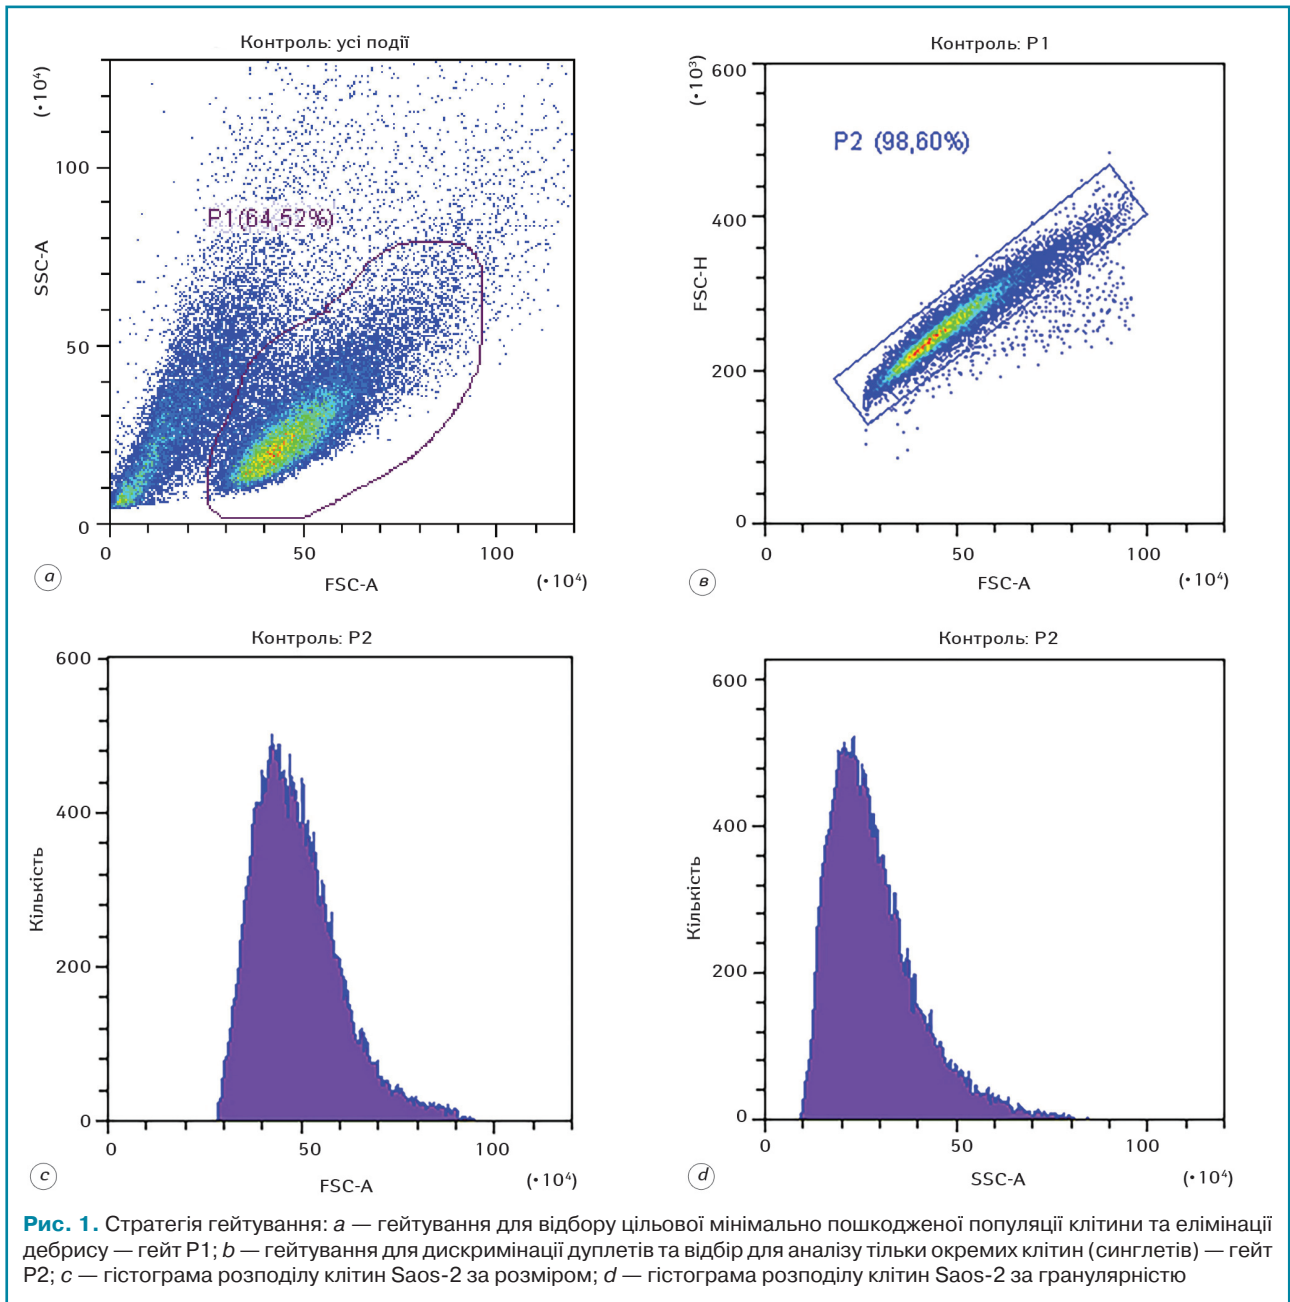 Контроль: усі події
(•10⁴)
SSC-A
100
50
0
P1(64,52%)
0 50 100
FSC-A (•10⁴)
а
Контроль: P1
(•10³)
FSC-H
600
400
200
0
P2 (98,60%)
0 50 100
FSC-A (•10⁴)
в
Контроль: P2
Кількість
600
400
200
0
0 50 100
FSC-A (•10⁴)
c
Контроль: P2
Кількість
600
400
200
0
0 50 100
SSC-A (•10⁴)
d
Рис. 1. Стратегія гейтування: a — гейтування для відбору цільової мінімально пошкодженої популяції клітини та елімінації
дебрису — гейт P1; b — гейтування для дискримінації дуплетів та відбір для аналізу тільки окремих клітин (синглетів) — гейт
P2; c — гістограма розподілу клітин Saos-2 за розміром; d — гістограма розподілу клітин Saos-2 за гранулярністю